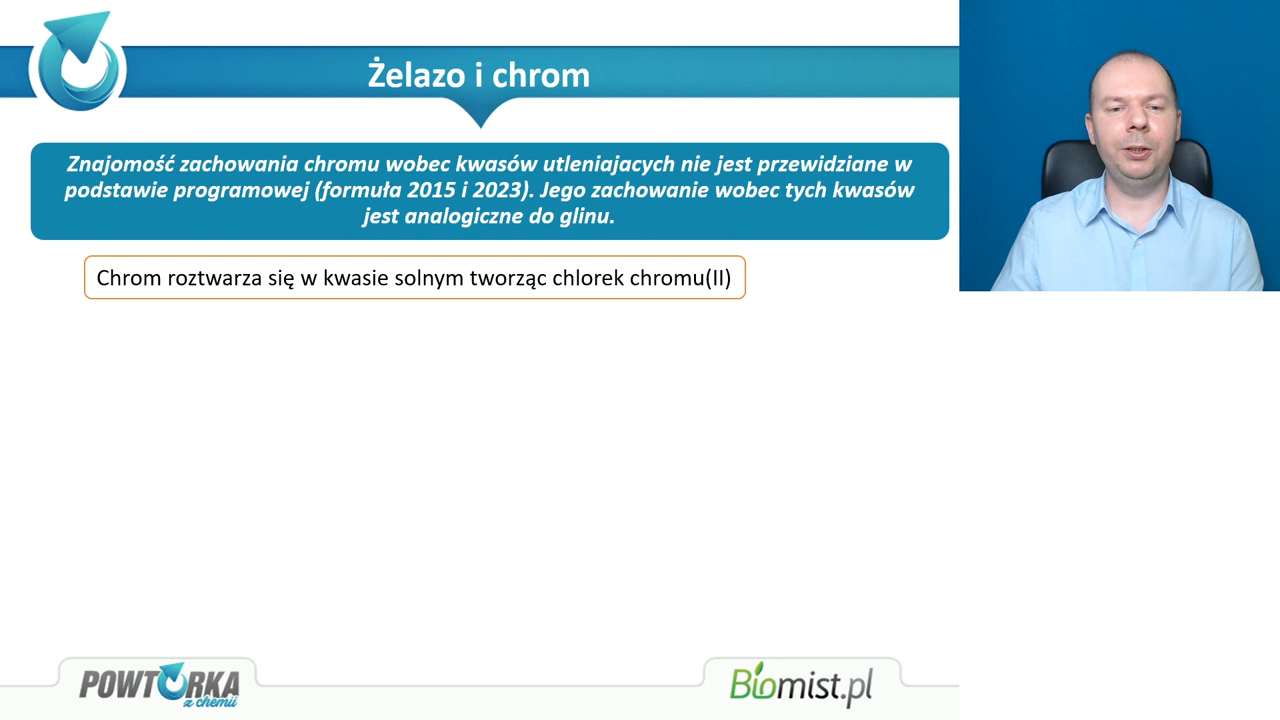 Żelazo i chrom
Znajomość zachowania chromu wobec kwasów utleniajacych nie jest przewidziane w
podstawie programowej (formuła 2015 i 2023). Jego zachowanie wobec tych kwasów
jest analogiczne do glinu.
Chrom roztwarza się w kwasie solnym tworząc chlorek chromu(II)
POWTÓRKA
z chemii
Biomist.pl